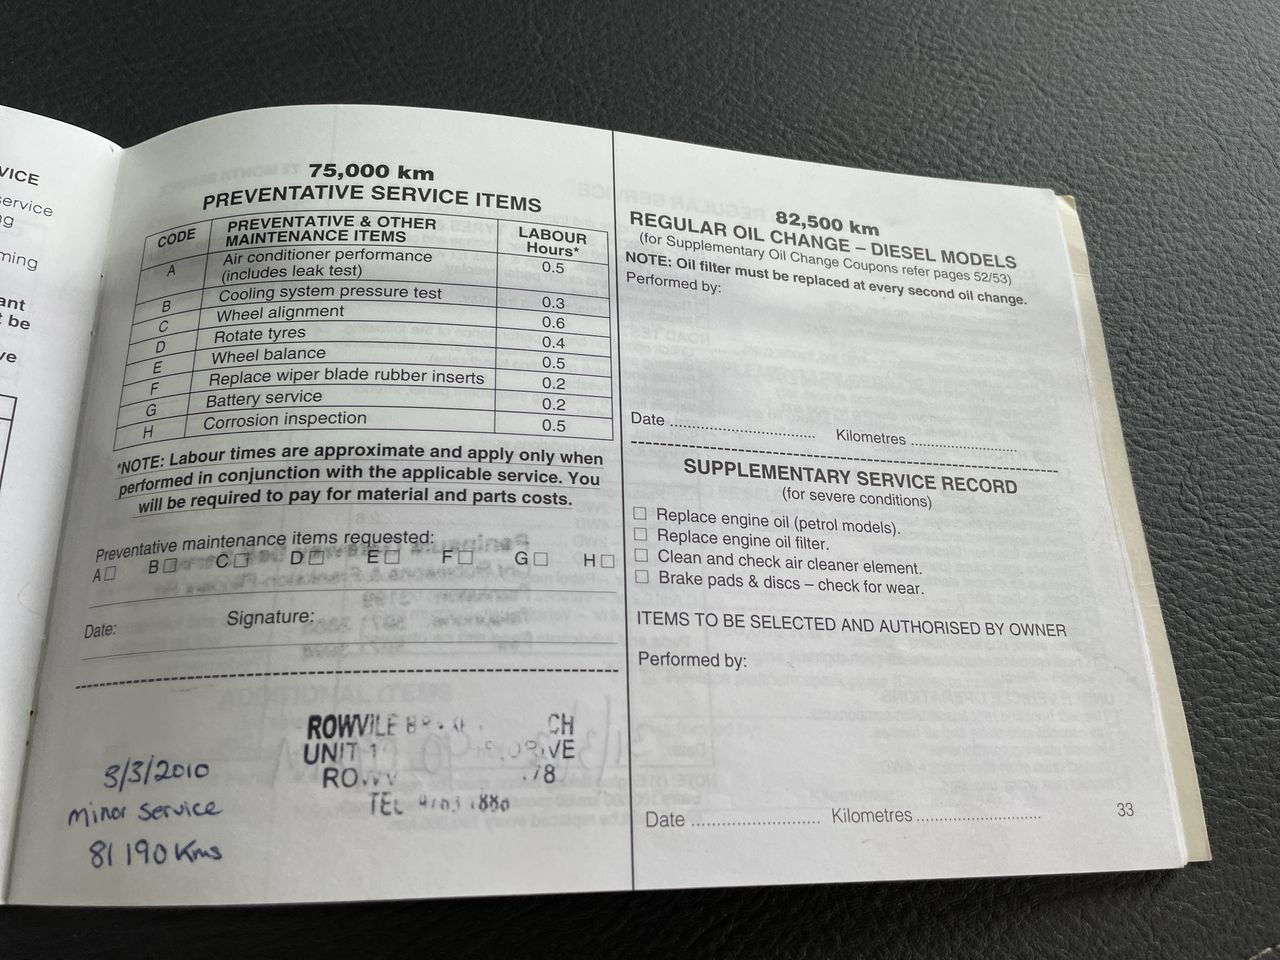 VICE
ervice
ng
ming
ant
be
ve
75,000 km
PREVENTATIVE SERVICE ITEMS
CODE PREVENTATIVE & OTHER MAINTENANCE ITEMS LABOUR Hours*
A Air conditioner performance (includes leak test) 0.5
B Cooling system pressure test 0.3
C Wheel alignment 0.6
D Rotate tyres 0.4
E Wheel balance 0.5
F Replace wiper blade rubber inserts 0.2
G Battery service 0.2
H Corrosion inspection 0.5
*NOTE: Labour times are approximate and apply only when
performed in conjunction with the applicable service. You
will be required to pay for material and parts costs.
Preventative maintenance items requested:
A☐ B☐ C☐ D☐ E☐ F☐ G☐ H☐
Date: Signature:
ROWVILE CH
UNIT
TEL
3/3/2010
minor service
81190 Kms
82,500 km
REGULAR OIL CHANGE – DIESEL MODELS
(for Supplementary Oil Change Coupons refer pages 52/53)
NOTE: Oil filter must be replaced at every second oil change.
Performed by:
Date .................................. Kilometres .........................
SUPPLEMENTARY SERVICE RECORD
(for severe conditions)
☐ Replace engine oil (petrol models).
☐ Replace engine oil filter.
☐ Clean and check air cleaner element.
☐ Brake pads & discs – check for wear.
ITEMS TO BE SELECTED AND AUTHORISED BY OWNER
Performed by:
Date .......................... Kilometres .........................
33